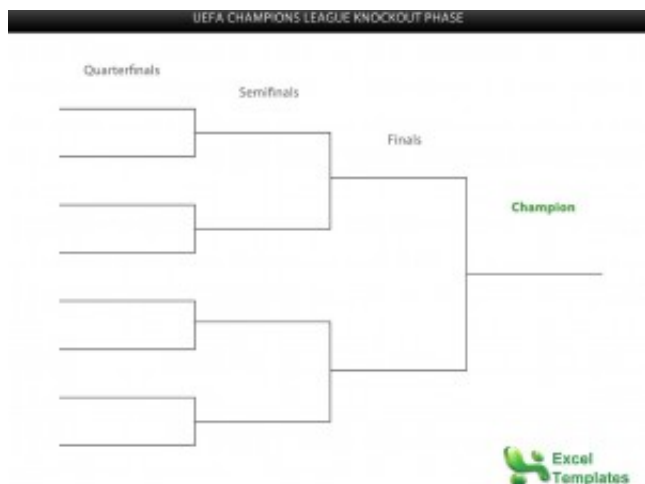 UEFA CHAMPIONS LEAGUE KNOCKOUT PHASE
Quarterfinals
Semifinals
Finals
Champion
Excel
Templates